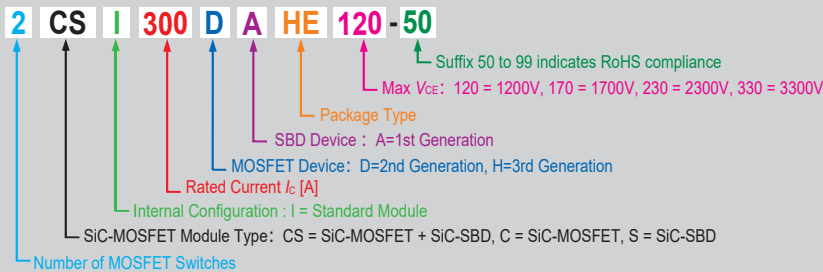 2 CS I 300 D A HE 120 - 50
Suffix 50 to 99 indicates RoHS compliance
Max VCE: 120 = 1200V, 170 = 1700V, 230 = 2300V, 330 = 3300V
Package Type
SBD Device : A=1st Generation
MOSFET Device: D=2nd Generation, H=3rd Generation
Rated Current Ic [A]
Internal Configuration : I = Standard Module
SiC-MOSFET Module Type: CS = SiC-MOSFET + SiC-SBD, C = SiC-MOSFET, S = SiC-SBD
Number of MOSFET Switches